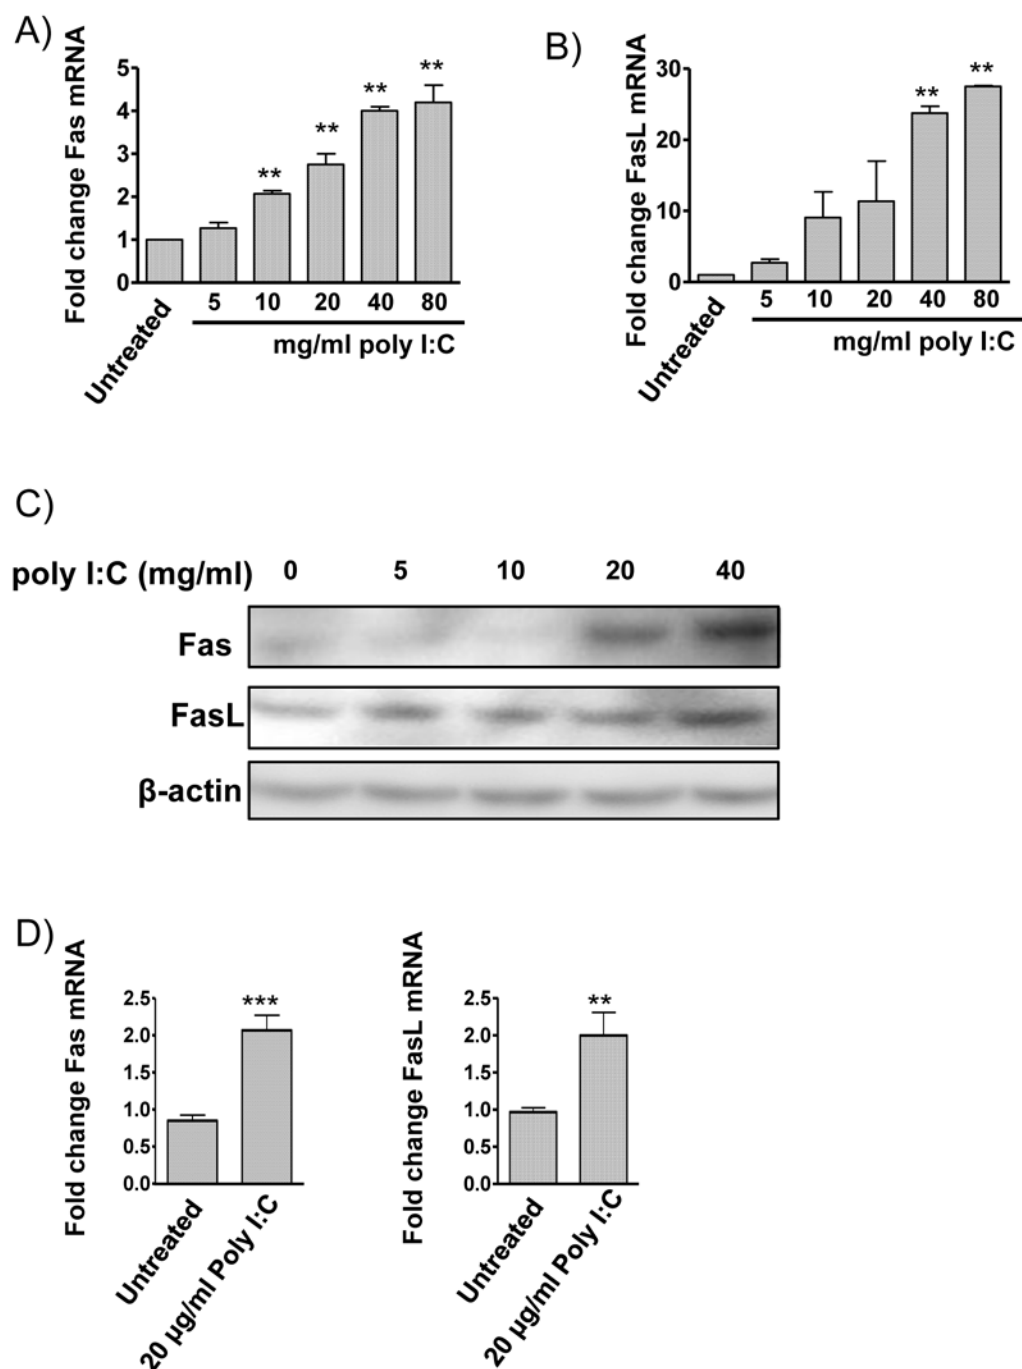 A)
Fold change Fas mRNA
5
4
3
2
1
0
** ** ** **
Untreated
5 10 20 40 80
mg/ml poly I:C
B)
Fold change FasL mRNA
30
20
10
0
** **
Untreated
5 10 20 40 80
mg/ml poly I:C
C)
poly I:C (mg/ml) 0 5 10 20 40
Fas
FasL
β-actin
D)
Fold change Fas mRNA
2.5
2.0
1.5
1.0
0.5
0.0
***
Untreated
20 µg/ml Poly I:C
Fold change FasL mRNA
2.5
2.0
1.5
1.0
0.5
0.0
**
Untreated
20 µg/ml Poly I:C